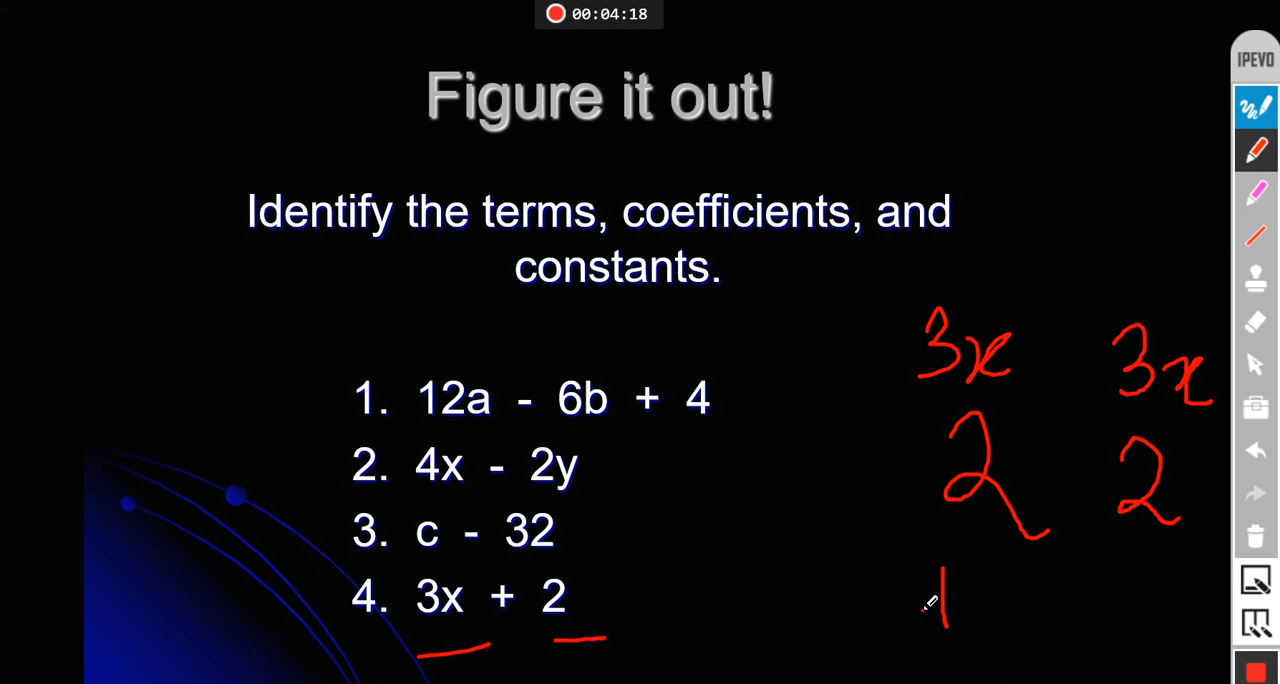 00:04:18
IPEVO
Figure it out!
Identify the terms, coefficients, and
constants.
3x 3x
1. 12a - 6b + 4
2 2
2. 4x - 2y
3. c - 32
4. 3x + 2
1